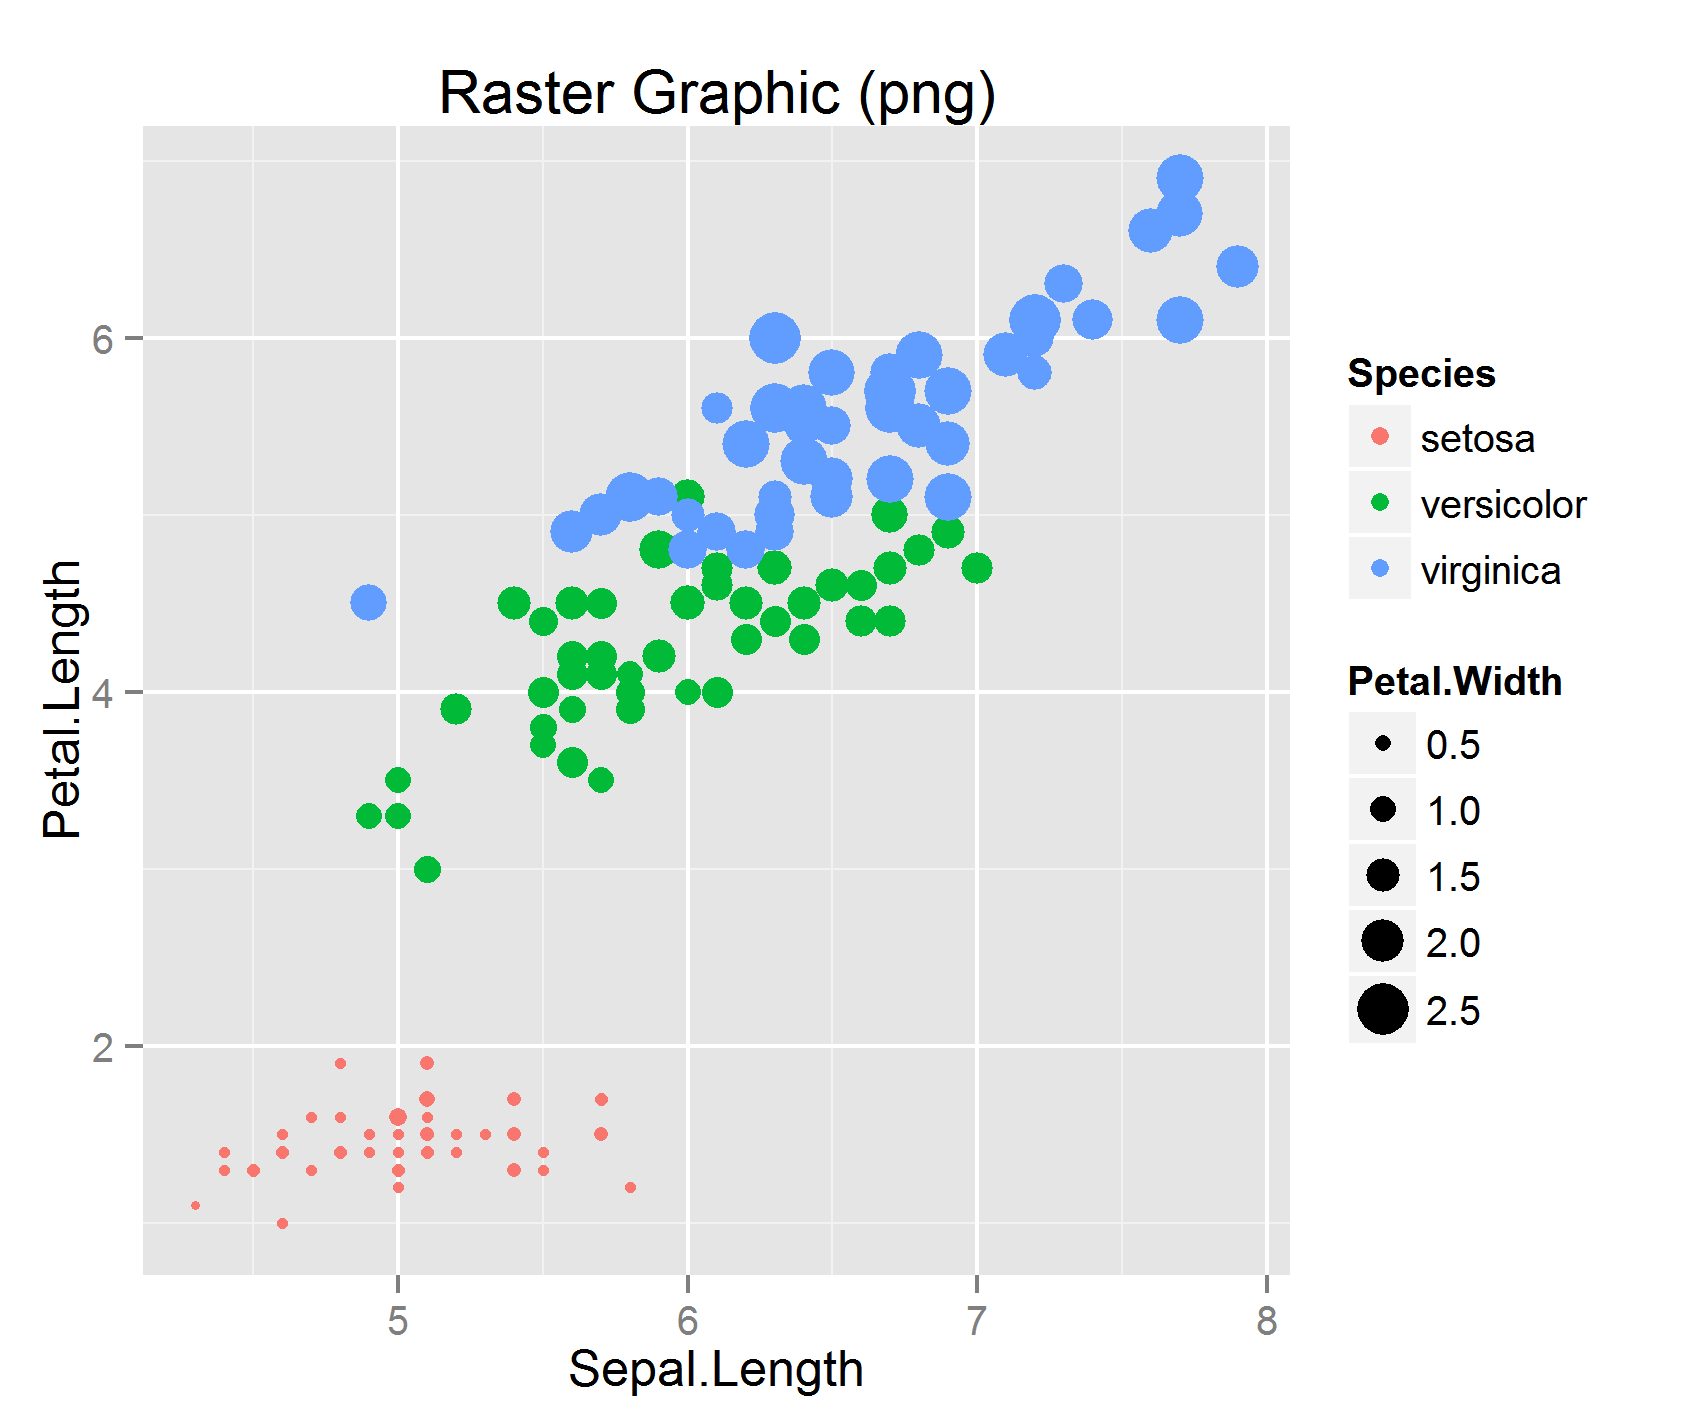 Raster Graphic (png)
6
4
2
Petal.Length
5 6 7 8
Sepal.Length
Species
setosa
versicolor
virginica
Petal.Width
0.5
1.0
1.5
2.0
2.5